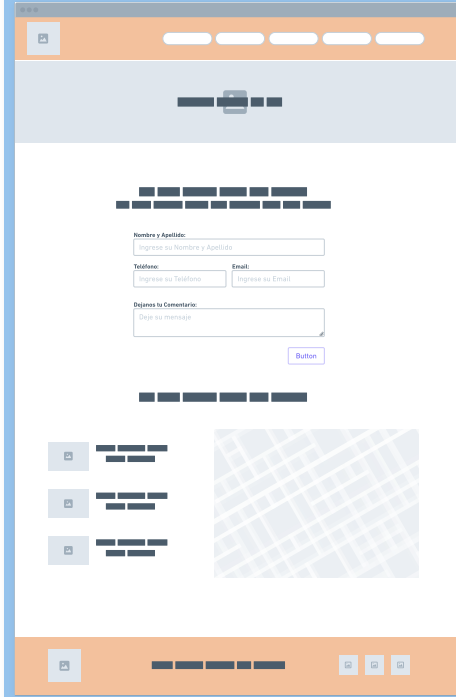 Nombre y Apellido:
Ingrese su Nombre y Apellido
Teléfono: Email:
Ingrese su Teléfono Ingrese su Email
Dejanos tu Comentario:
Deje su mensaje
Button